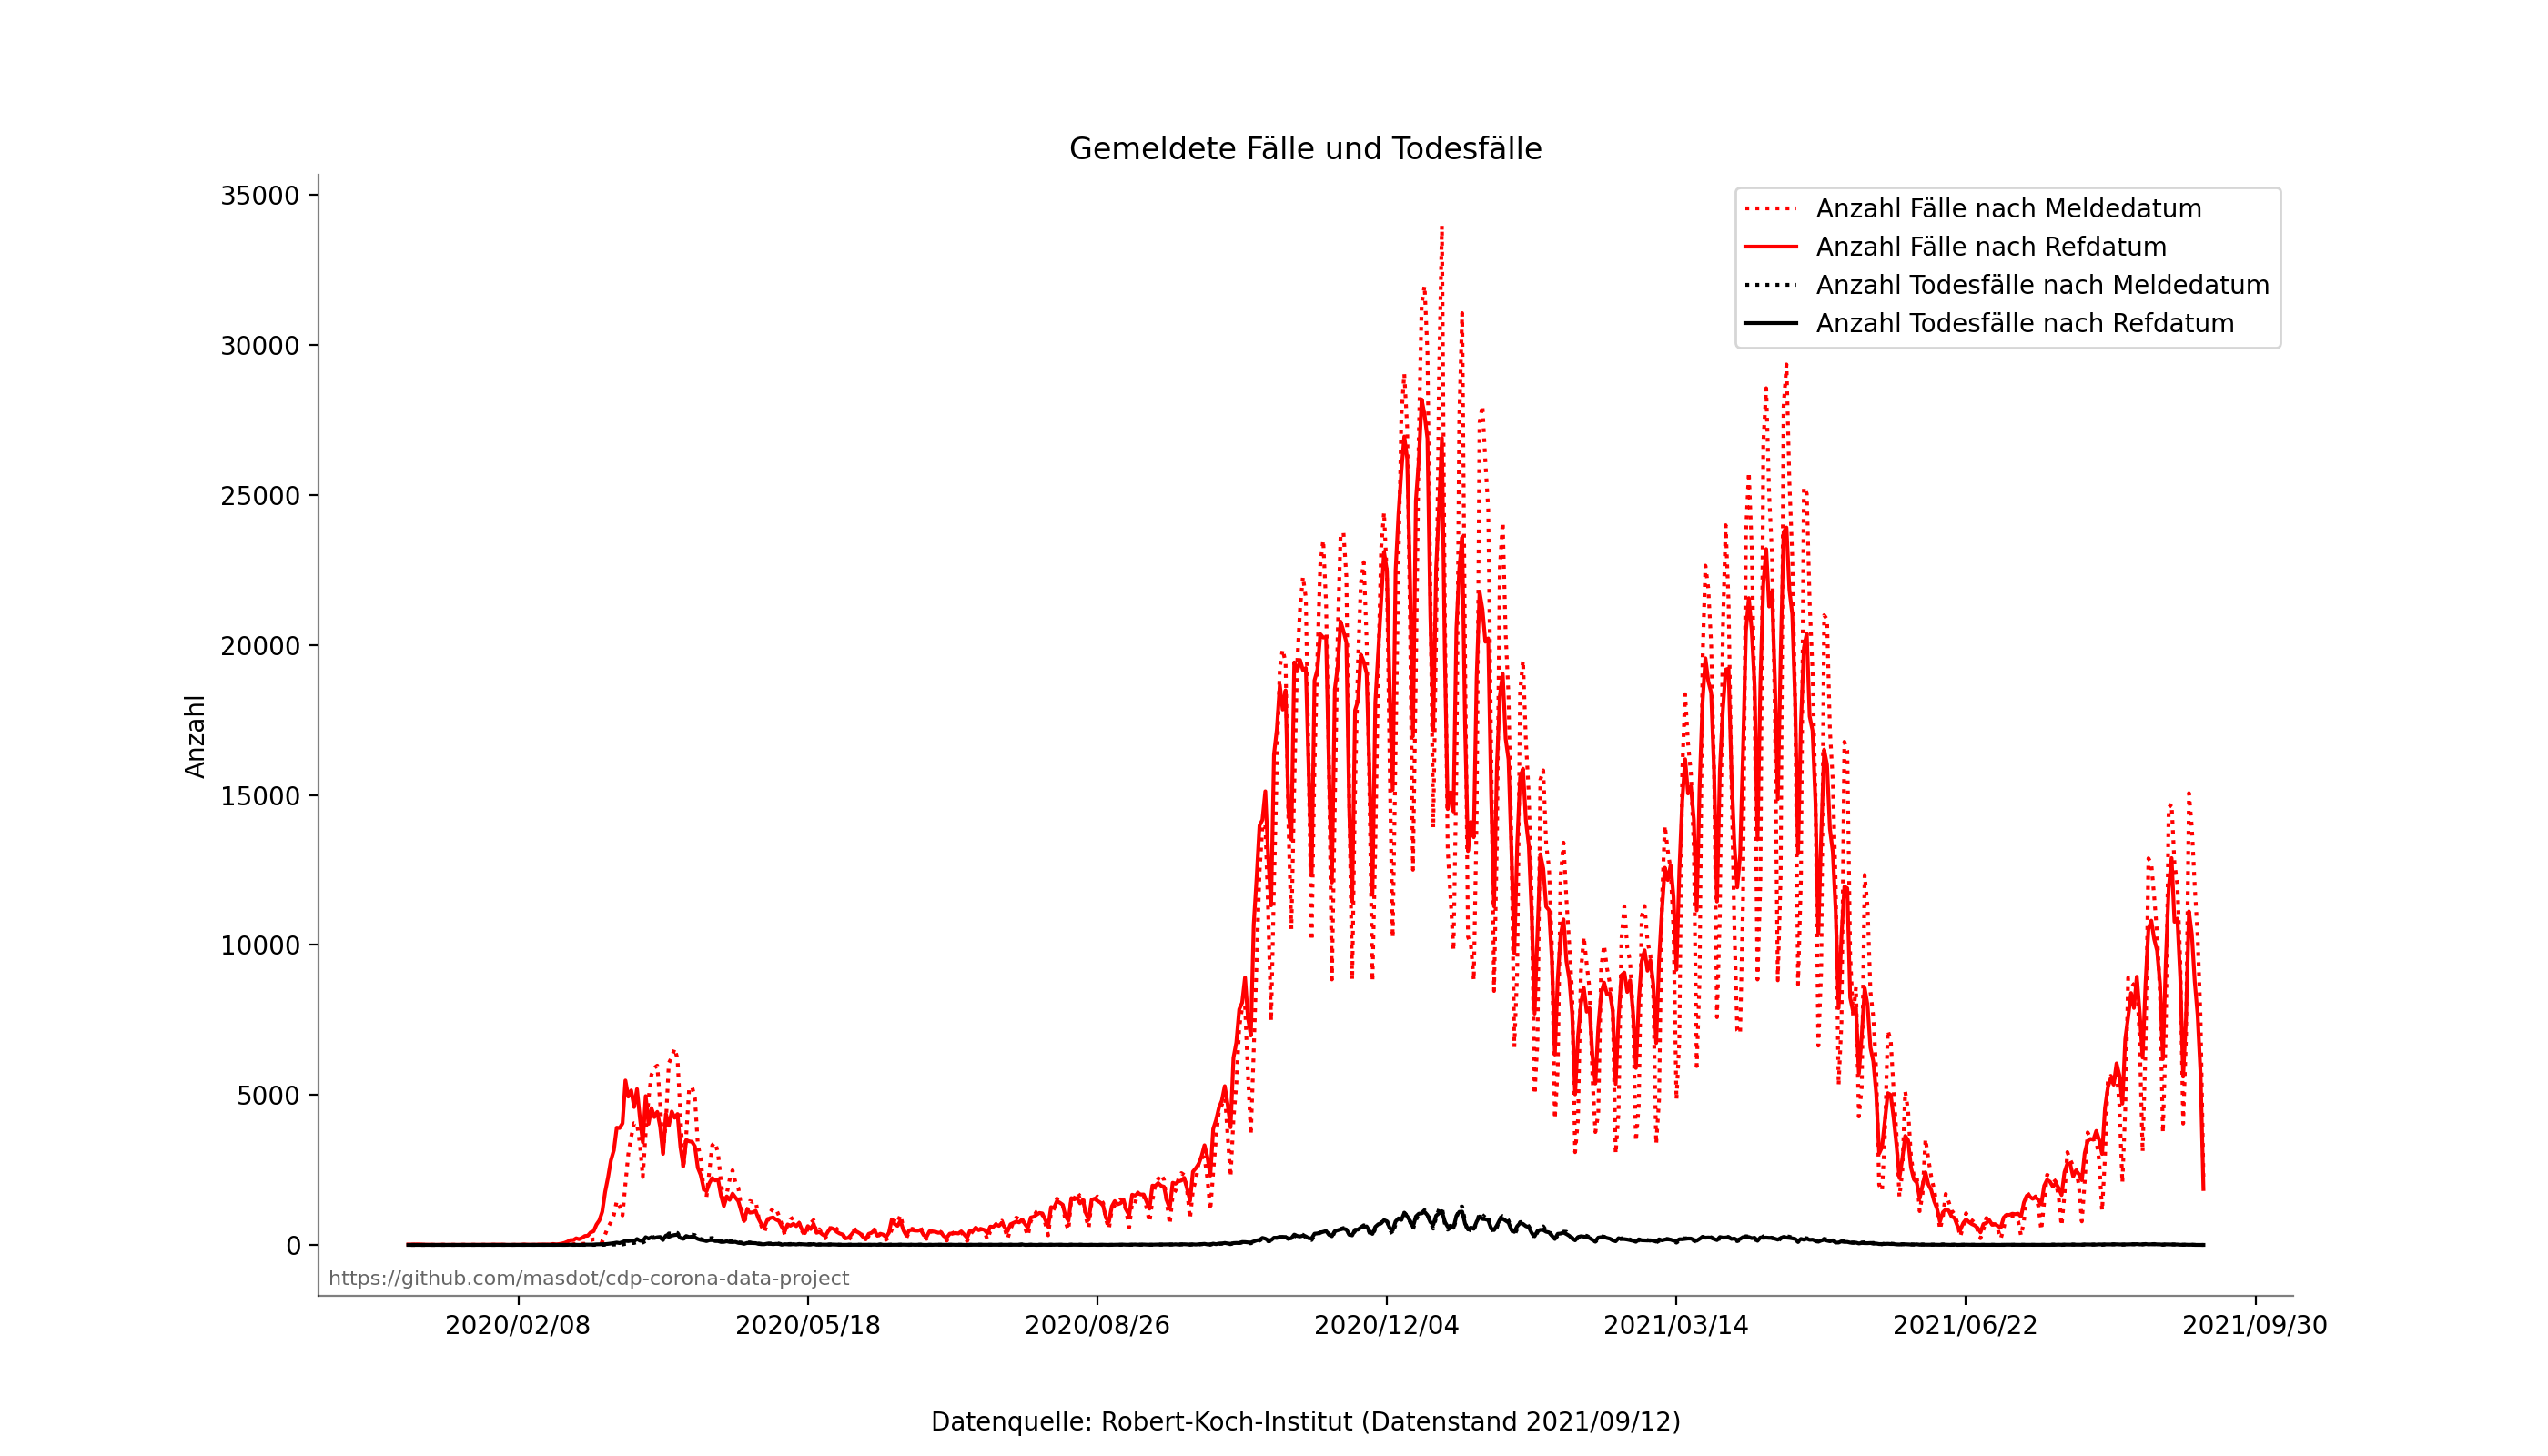 Gemeldete Fälle und Todesfälle
35000
30000
25000
20000
15000
10000
5000
0
Anzahl
Anzahl Fälle nach Meldedatum
Anzahl Fälle nach Refdatum
Anzahl Todesfälle nach Meldedatum
Anzahl Todesfälle nach Refdatum
https://github.com/masdot/cdp-corona-data-project
2020/02/08 2020/05/18 2020/08/26 2020/12/04 2021/03/14 2021/06/22 2021/09/30
Datenquelle: Robert-Koch-Institut (Datenstand 2021/09/12)